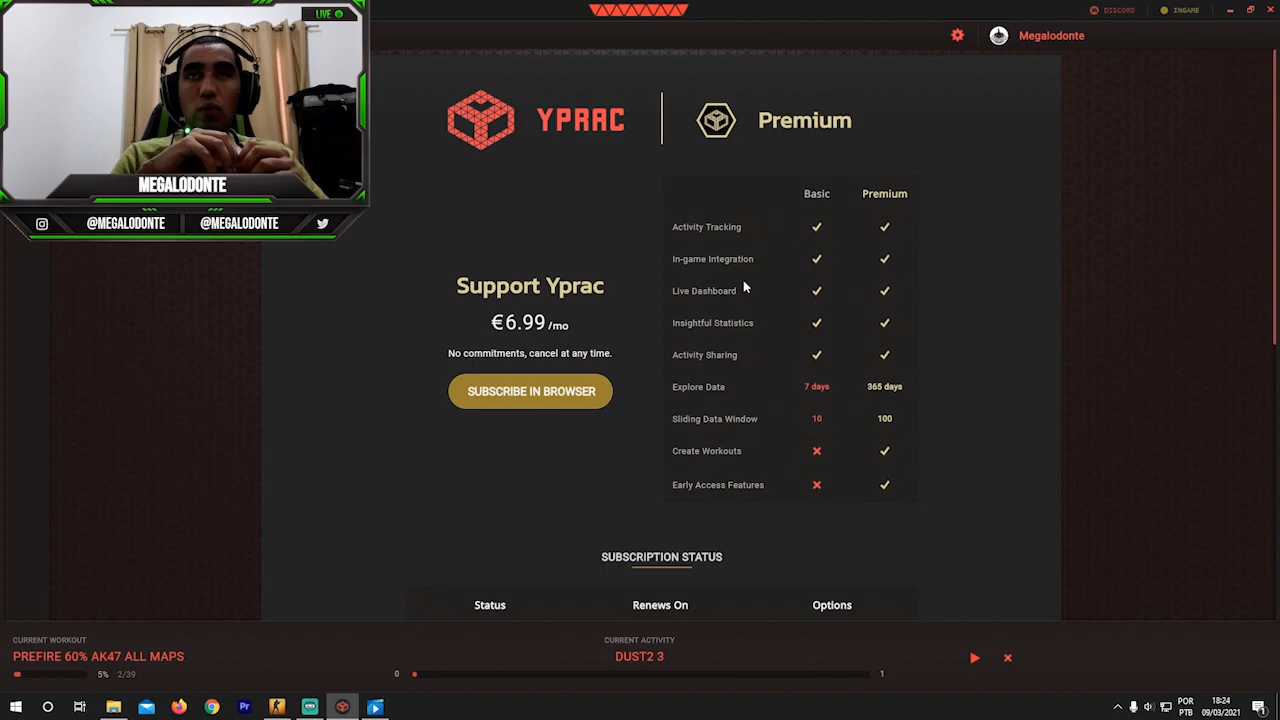 LIVE
DISCORD
INGAME
Megalodonte
MEGALODONTE
@MEGALODONTE
@MEGALODONTE
YPRAC
Premium
Basic Premium
Activity Tracking
In-game Integration
Live Dashboard
Insightful Statistics
Activity Sharing
Explore Data 7 days 365 days
Sliding Data Window 10 100
Create Workouts
Early Access Features
Support Yprac
€6.99 /mo
No commitments, cancel at any time.
SUBSCRIBE IN BROWSER
SUBSCRIPTION STATUS
Status Renews On Options
CURRENT WORKOUT
PREFIRE 60% AK47 ALL MAPS
5% 2/39
CURRENT ACTIVITY
DUST2 3
0 1
Pr
POR
PTB
18:24
09/03/2021